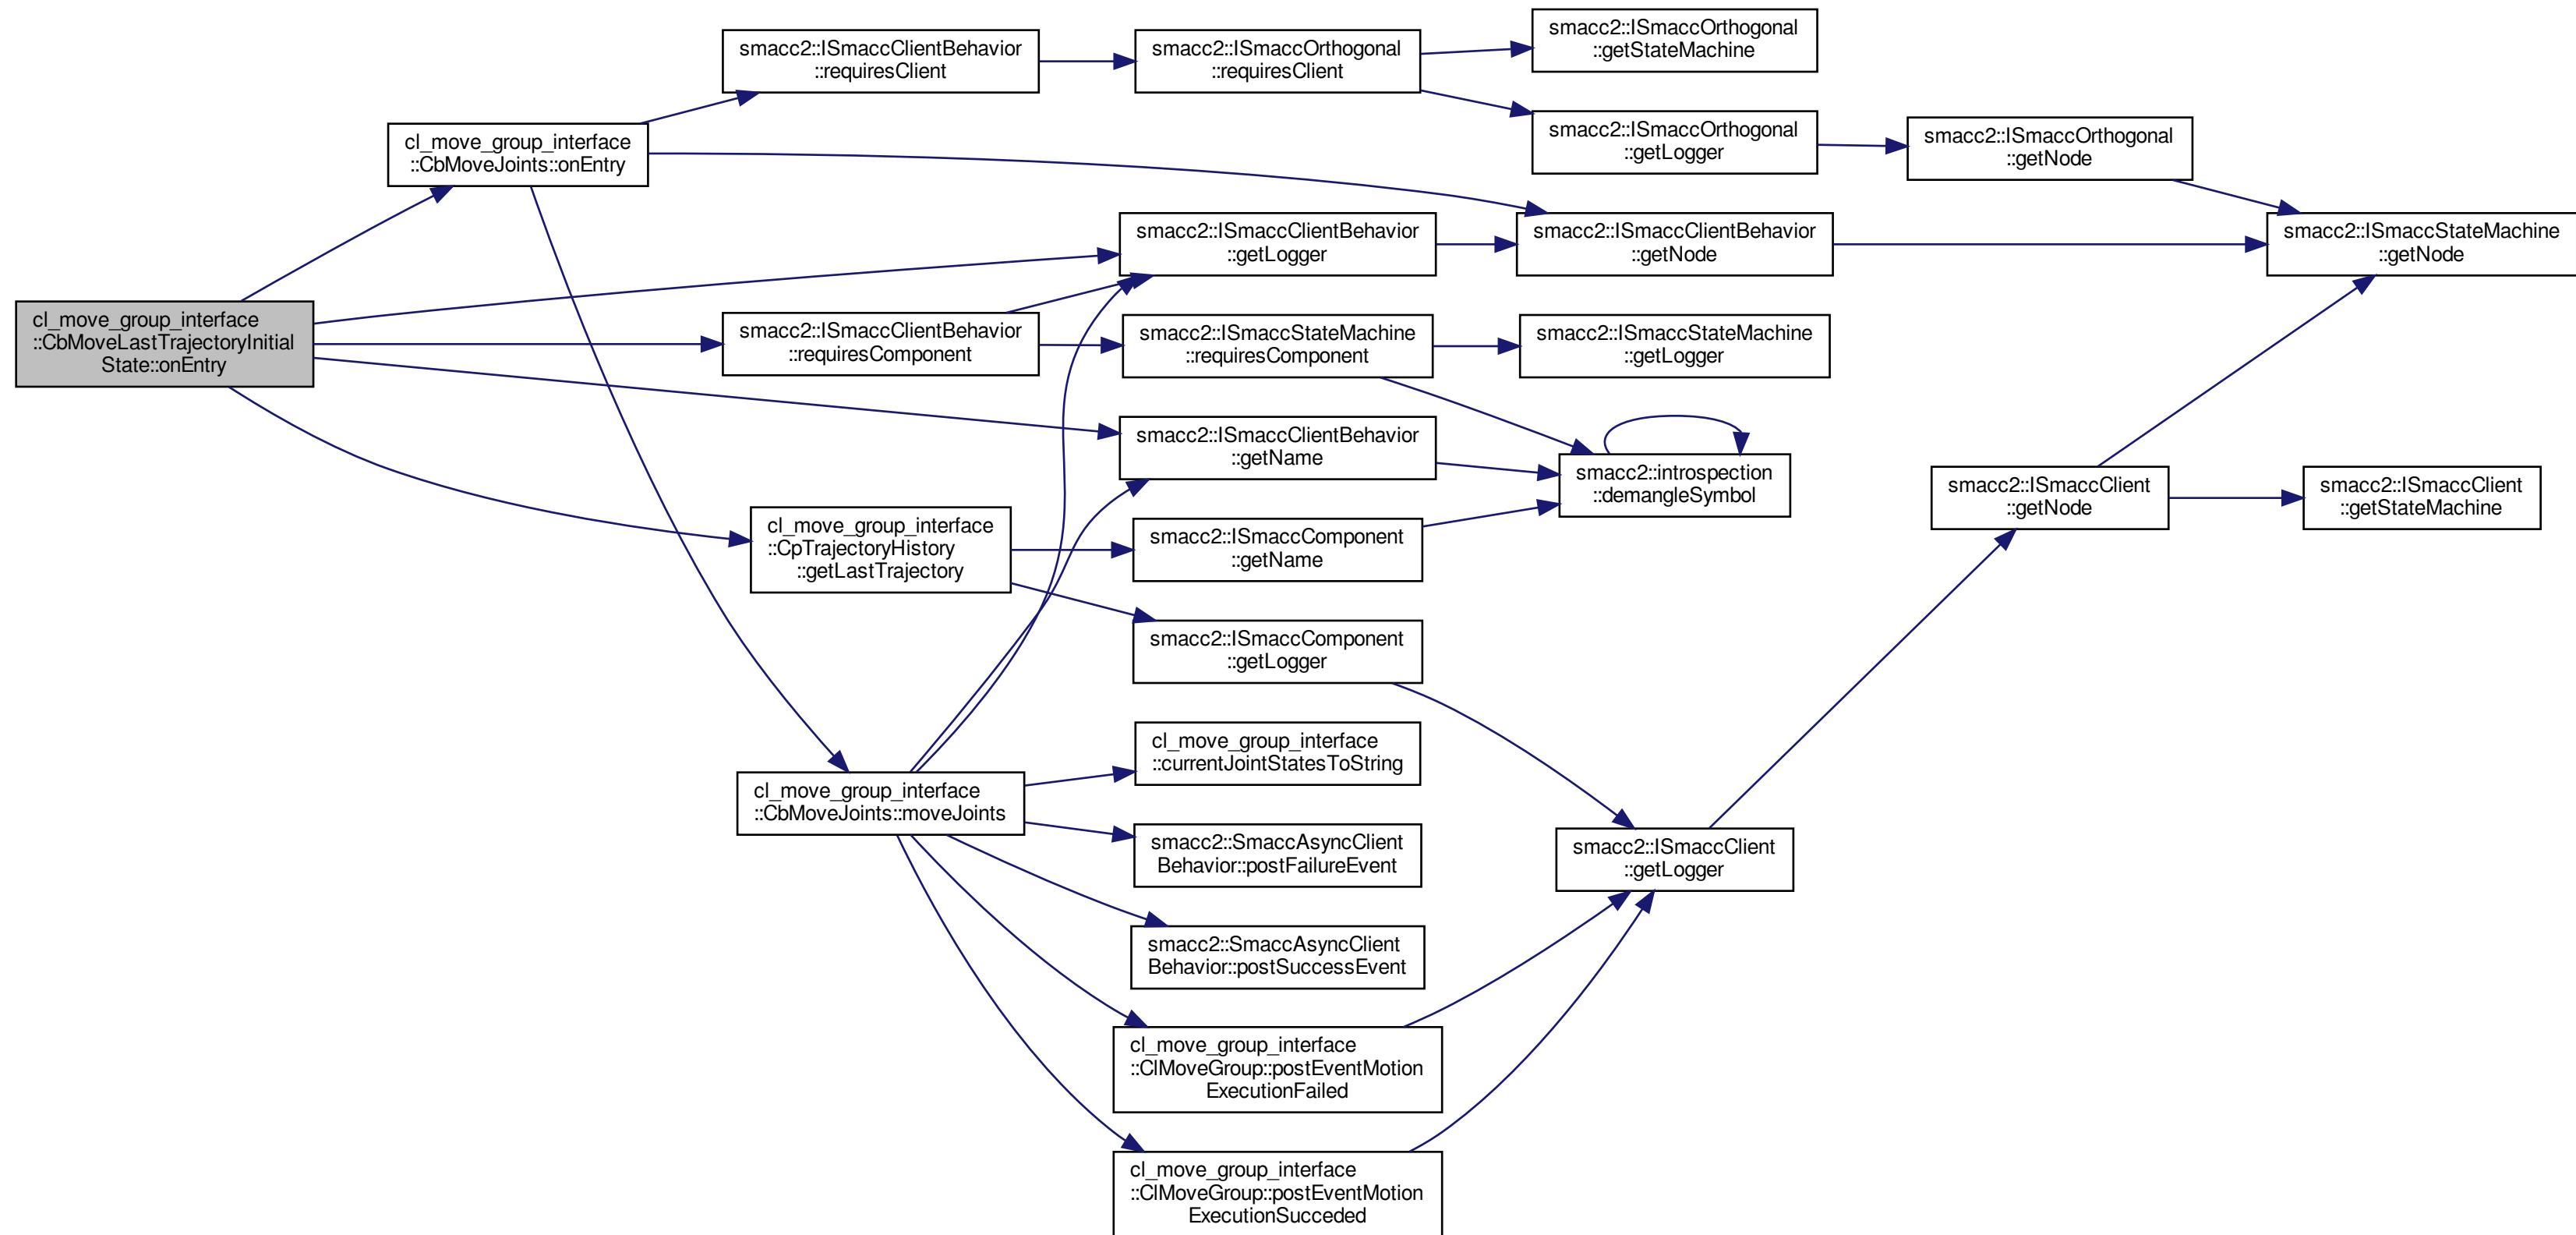 cl_move_group_interface
::CbMoveLastTrajectoryInitial
State::onEntry
cl_move_group_interface
::CbMoveJoints::onEntry
smacc2::ISmaccClientBehavior
::requiresClient
smacc2::ISmaccOrthogonal
::requiresClient
smacc2::ISmaccOrthogonal
::getStateMachine
smacc2::ISmaccOrthogonal
::getLogger
smacc2::ISmaccOrthogonal
::getNode
smacc2::ISmaccClientBehavior
::getLogger
smacc2::ISmaccClientBehavior
::getNode
smacc2::ISmaccStateMachine
::getNode
smacc2::ISmaccClientBehavior
::requiresComponent
smacc2::ISmaccStateMachine
::requiresComponent
smacc2::ISmaccStateMachine
::getLogger
smacc2::ISmaccClientBehavior
::getName
smacc2::introspection
::demangleSymbol
cl_move_group_interface
::CpTrajectoryHistory
::getLastTrajectory
smacc2::ISmaccComponent
::getName
smacc2::ISmaccClient
::getNode
smacc2::ISmaccClient
::getStateMachine
smacc2::ISmaccComponent
::getLogger
cl_move_group_interface
::CbMoveJoints::moveJoints
cl_move_group_interface
::currentJointStatesToString
smacc2::SmaccAsyncClient
Behavior::postFailureEvent
smacc2::ISmaccClient
::getLogger
smacc2::SmaccAsyncClient
Behavior::postSuccessEvent
cl_move_group_interface
::ClMoveGroup::postEventMotion
ExecutionFailed
cl_move_group_interface
::ClMoveGroup::postEventMotion
ExecutionSucceded